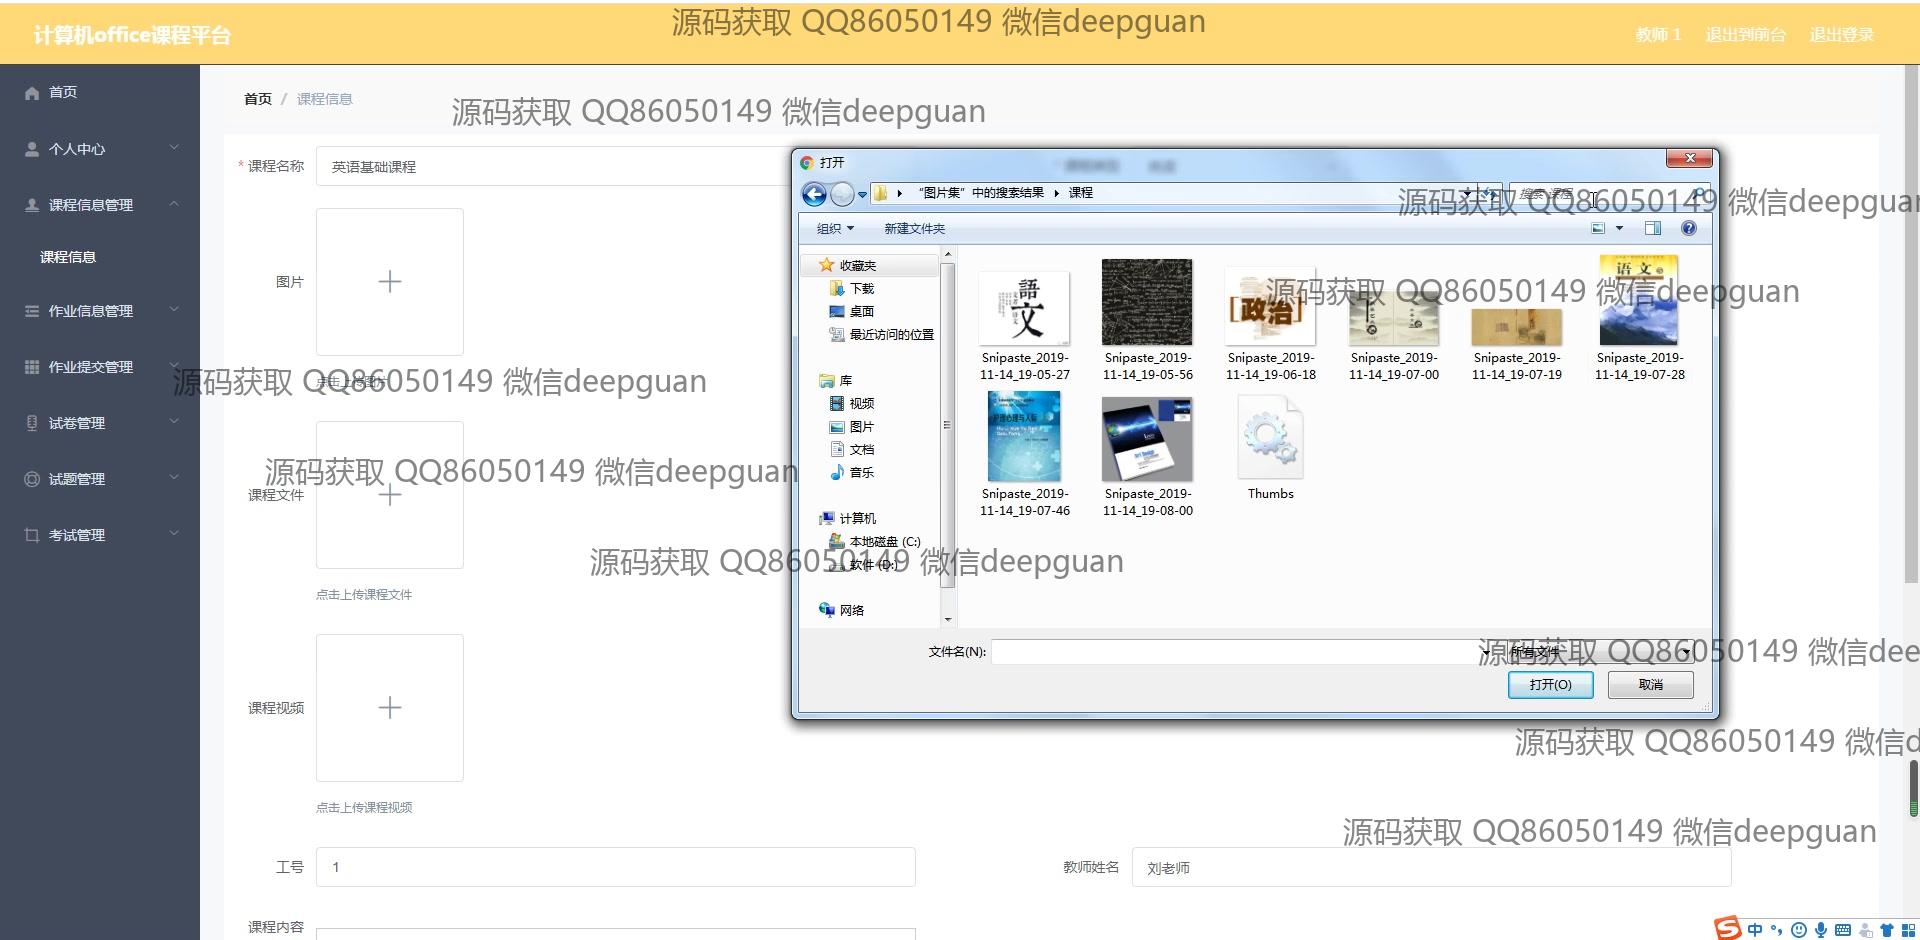 计算机office课程平台
源码获取 QQ86050149 微信deepguan
教师 1
退出到前台
退出登录
首页
个人中心
课程信息管理
课程信息
作业信息管理
作业提交管理
试卷管理
试题管理
考试管理
首页 / 课程信息
源码获取 QQ86050149 微信deepguan
* 课程名称
英语基础课程
图片
点击上传图片
源码获取 QQ86050149 微信deepguan
课程文件
源码获取 QQ86050149 微信deepguan
点击上传课程文件
源码获取 QQ86050149 微信deepguan
课程视频
点击上传课程视频
工号
1
教师姓名
刘老师
课程内容
打开
“图片集”中的搜索结果
课程
搜索 课程
源码获取 QQ86050149 微信deepguan
组织
新建文件夹
收藏夹
下载
桌面
最近访问的位置
库
视频
图片
文档
音乐
计算机
本地磁盘 (C:)
软件 (D:)
网络
語文
[政治]
语文
源码获取 QQ86050149 微信deepguan
Snipaste_2019-
11-14_19-05-27
Snipaste_2019-
11-14_19-05-56
Snipaste_2019-
11-14_19-06-18
Snipaste_2019-
11-14_19-07-00
Snipaste_2019-
11-14_19-07-19
Snipaste_2019-
11-14_19-07-28
Snipaste_2019-
11-14_19-07-46
Snipaste_2019-
11-14_19-08-00
Thumbs
文件名(N):
所有文件
源码获取 QQ86050149 微信dee
打开(O)
取消
源码获取 QQ86050149 微信d
源码获取 QQ86050149 微信deepguan
中